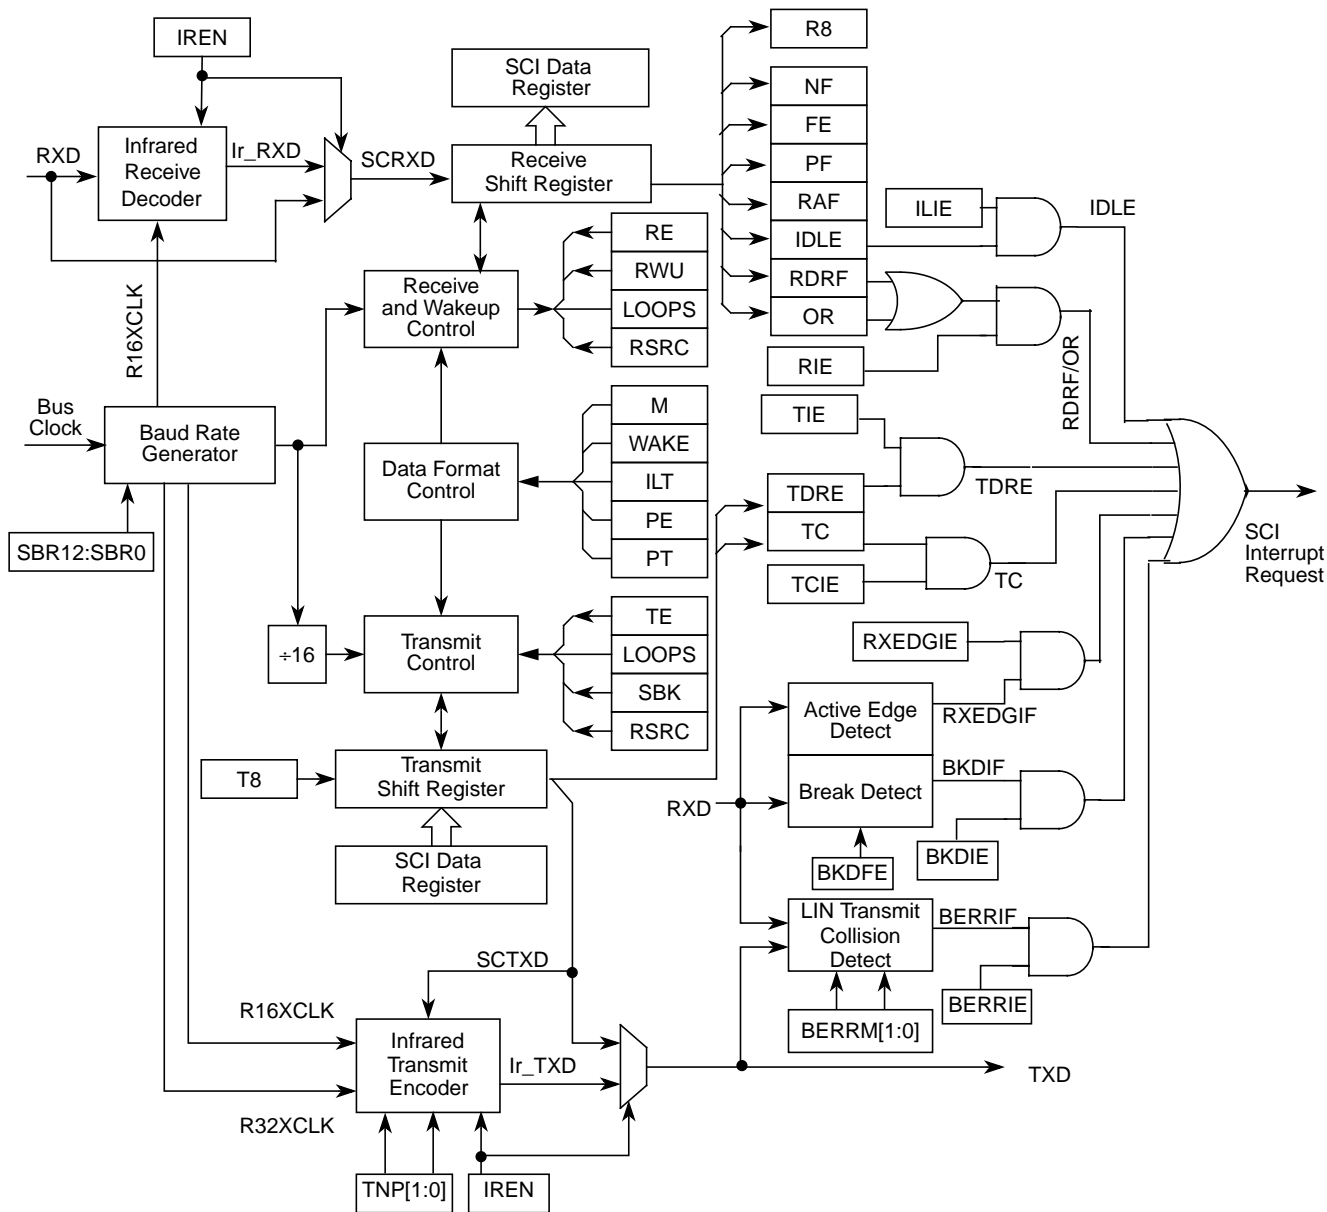 IREN
RXD
Infrared
Receive
Decoder
Ir_RXD
SCRXD
SCI Data
Register
Receive
Shift Register
R8
NF
FE
PF
RAF
IDLE
RDRF
OR
ILIE
IDLE
RIE
RDRF/OR
R16XCLK
Receive
and Wakeup
Control
RE
RWU
LOOPS
RSRC
Bus
Clock
Baud Rate
Generator
SBR12:SBR0
Data Format
Control
M
WAKE
ILT
PE
PT
TIE
TDRE
TC
TCIE
TDRE
TC
SCI
Interrupt
Request
÷16
Transmit
Control
TE
LOOPS
SBK
RSRC
T8
Transmit
Shift Register
SCI Data
Register
RXEDGIE
Active Edge
Detect
RXEDGIF
RXD
Break Detect
BKDIF
BKDFE
BKDIE
LIN Transmit
Collision
Detect
BERRIF
BERRIE
BERRM[1:0]
SCTXD
R16XCLK
Infrared
Transmit
Encoder
Ir_TXD
R32XCLK
TXD
TNP[1:0]
IREN